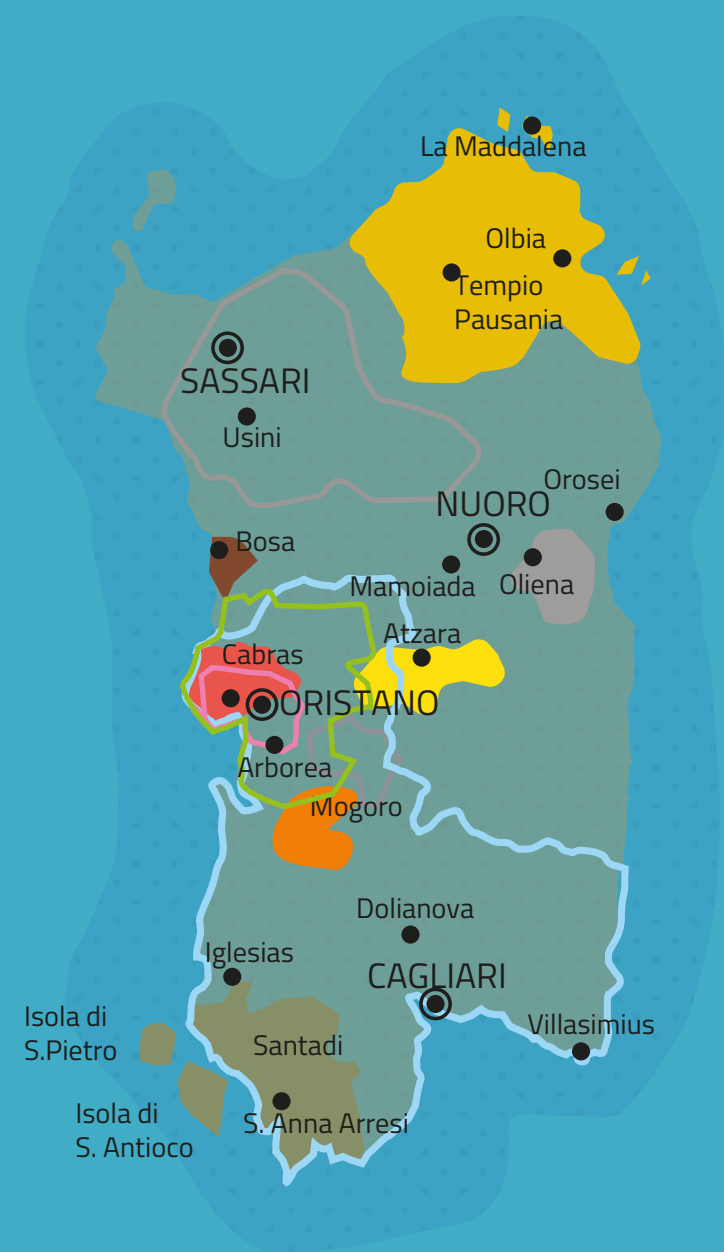 La Maddalena
Olbia
Tempio
Pausania
SASSARI
Usini
Orosei
NUORO
Bosa
Mamoiada
Oliena
Atzara
Cabras
ORISTANO
Arborea
Mogoro
Dolianova
Iglesias
CAGLIARI
Isola di
S.Pietro
Villasimius
Santadi
Isola di
S. Antioco
S. Anna Arresi